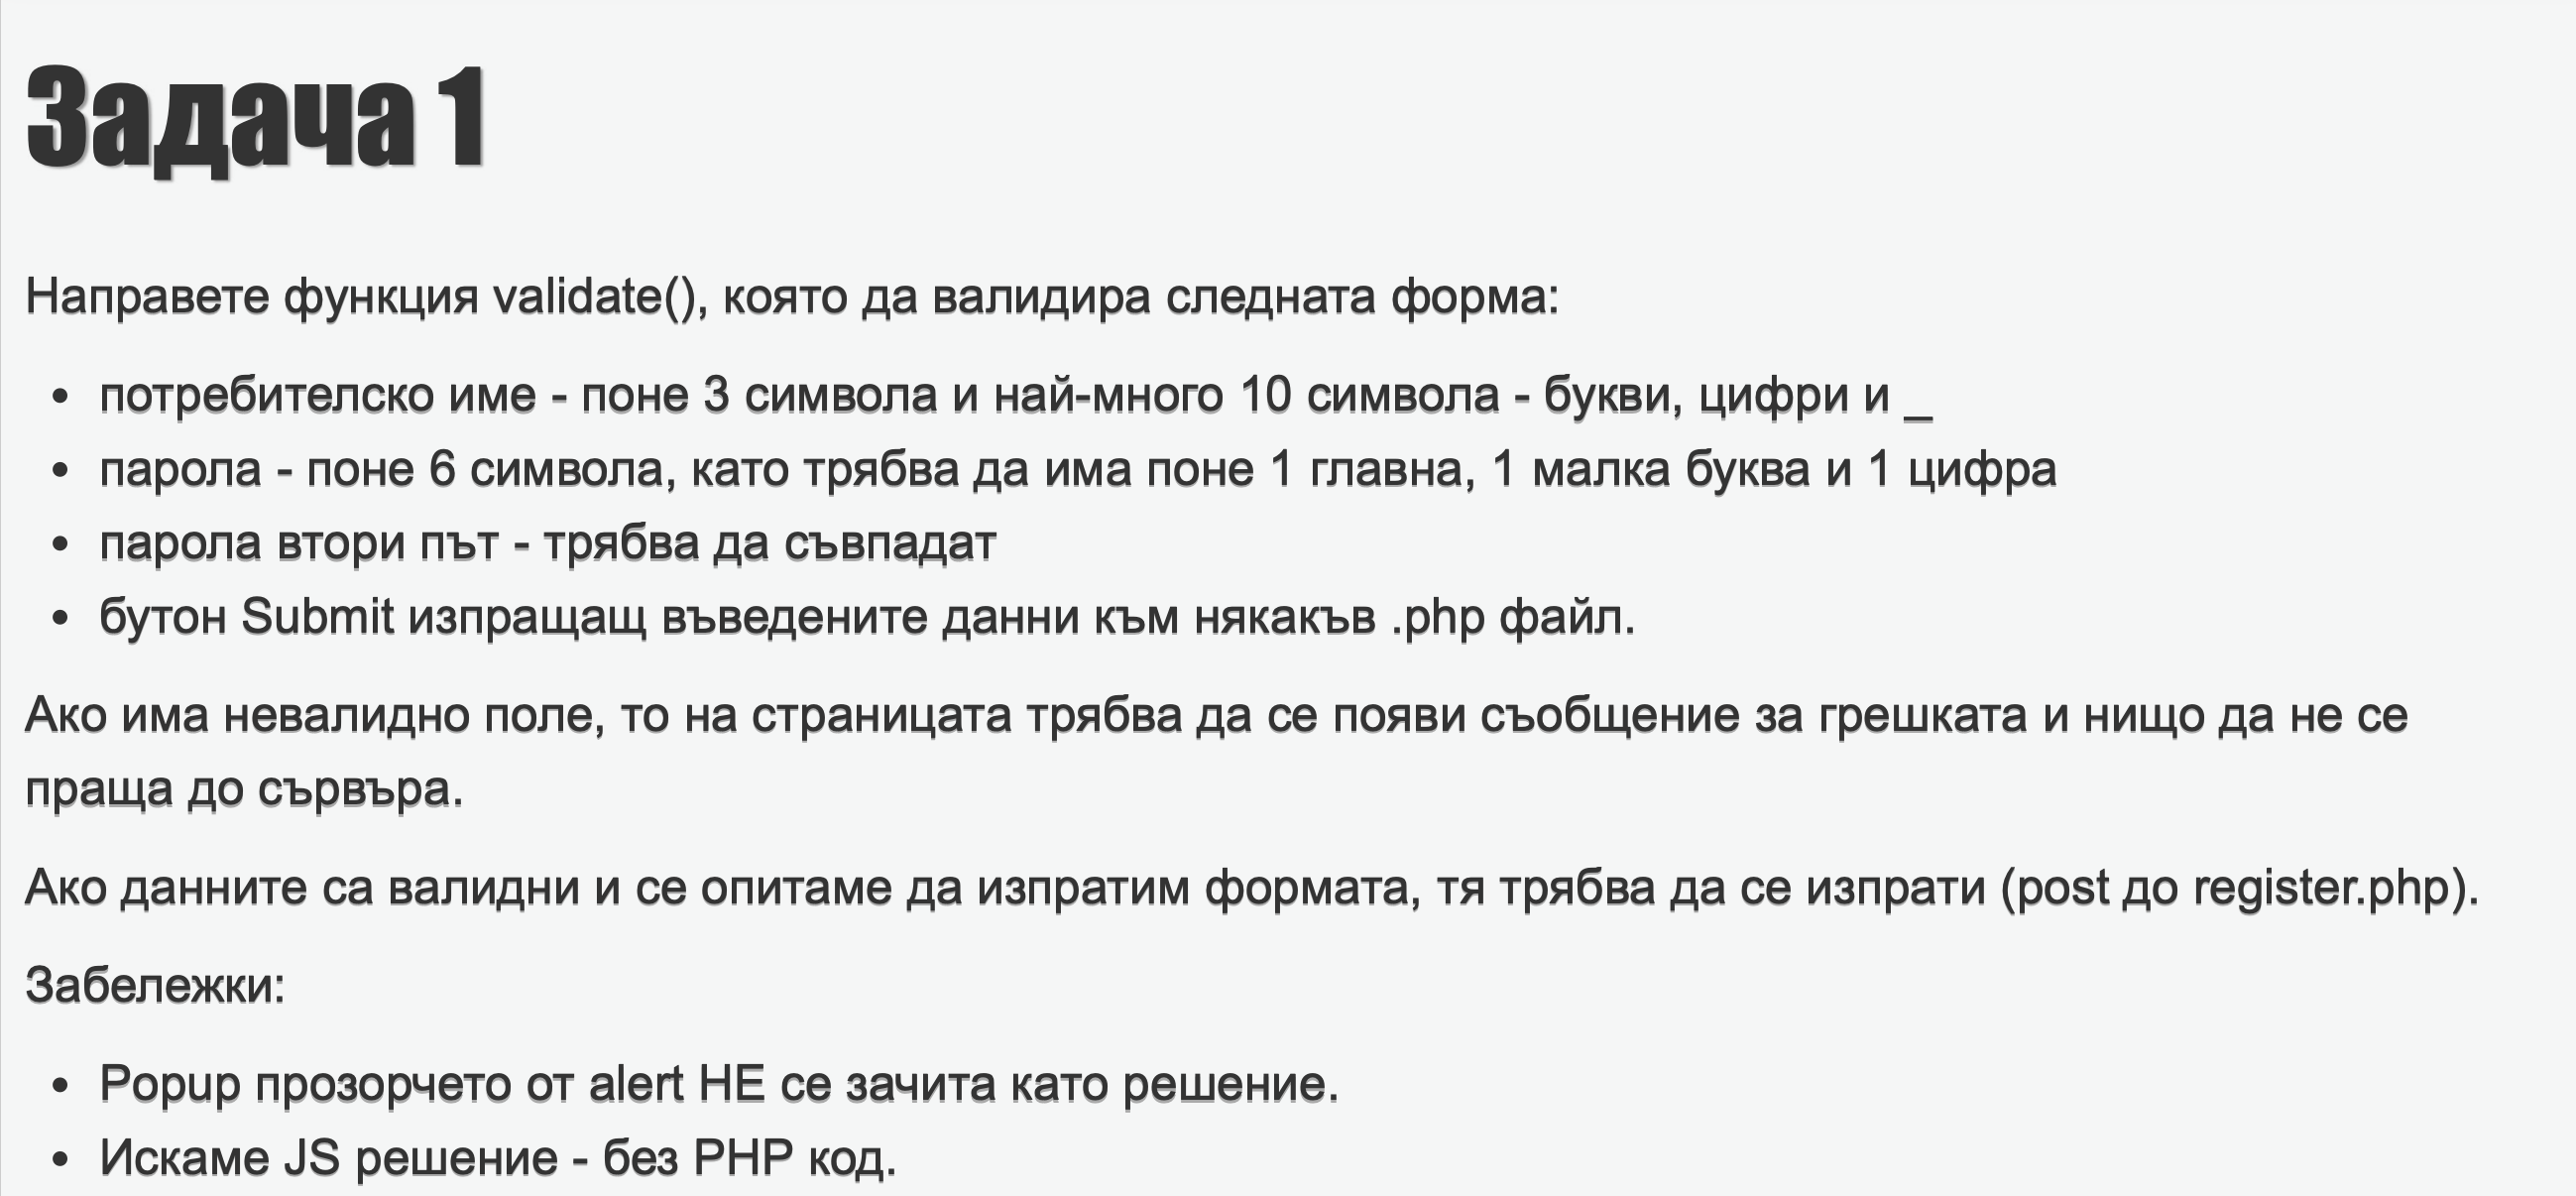 Задача 1
Направете функция validate(), която да валидира следната форма:
• потребителско име - поне 3 символа и най-много 10 символа - букви, цифри и _
• парола - поне 6 символа, като трябва да има поне 1 главна, 1 малка буква и 1 цифра
• парола втори път - трябва да съвпадат
• бутон Submit изпращащ въведените данни към някакъв .php файл.
Ако има невалидно поле, то на страницата трябва да се появи съобщение за грешката и нищо да не се
праща до сървъра.
Ако данните са валидни и се опитаме да изпратим формата, тя трябва да се изпрати (post до register.php).
Забележки:
• Popup прозорчето от alert НЕ се зачита като решение.
• Искаме JS решение - без PHP код.